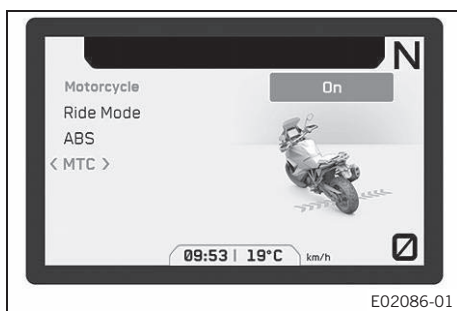 N
Motorcycle
On
Ride Mode
ABS
< MTC >
09:53 | 19°C km/h
0
E02086-01